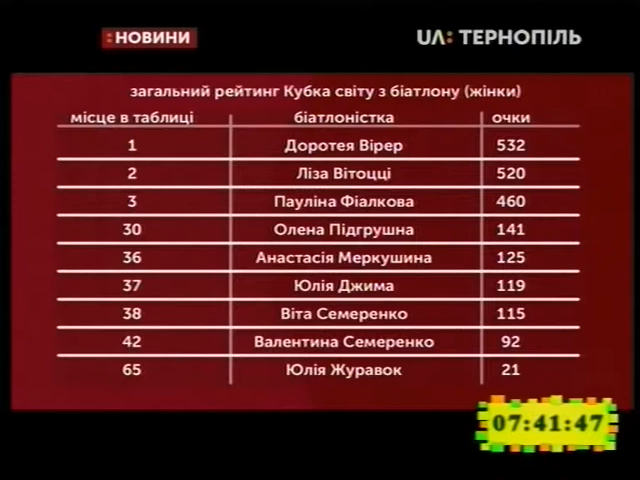 :НОВИНИ
UA: ТЕРНОПІЛЬ
загальний рейтинг Кубка світу з біатлону (жінки)
місце в таблиці біатлоністка очки
1 Доротея Вірер 532
2 Ліза Вітоцці 520
3 Пауліна Фіалкова 460
30 Олена Підгрушна 141
36 Анастасія Меркушина 125
37 Юлія Джима 119
38 Віта Семеренко 115
42 Валентина Семеренко 92
65 Юлія Журавок 21
07:41:47